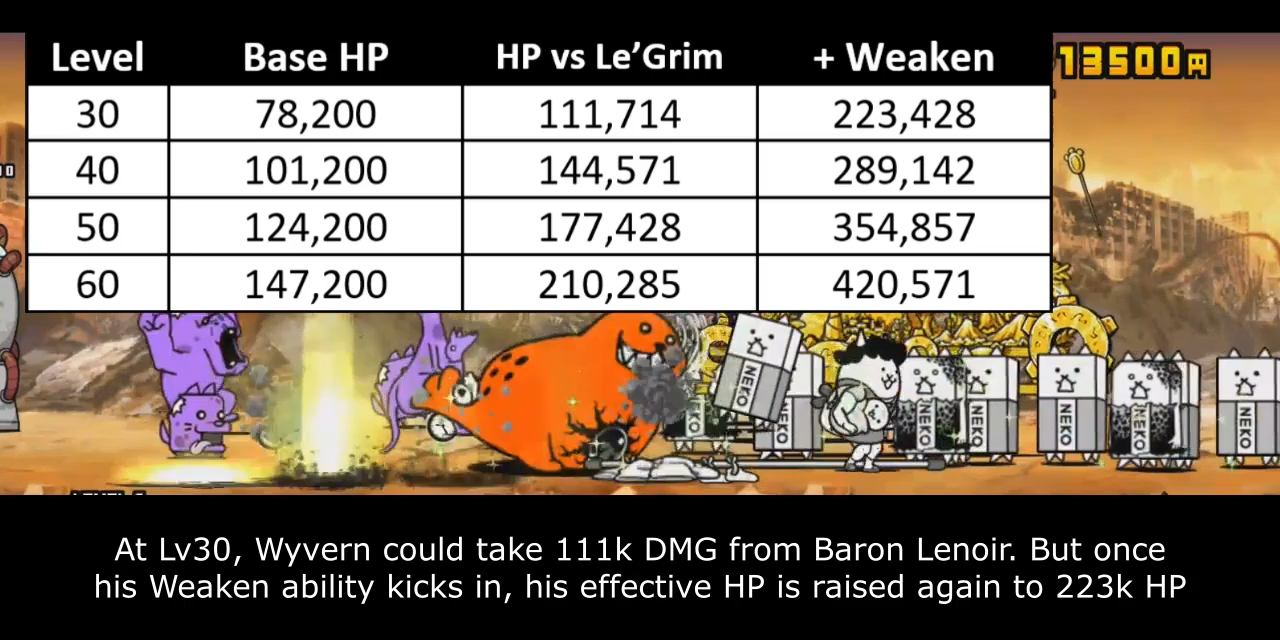 Level Base HP HP vs Le'Grim + Weaken
13500円
30 78,200 111,714 223,428
40 101,200 144,571 289,142
50 124,200 177,428 354,857
60 147,200 210,285 420,571
NEKO
NEKO
NEKO
NEKO
NEKO
NEKO
NEKO
NEKO
At Lv30, Wyvern could take 111k DMG from Baron Lenoir. But once
his Weaken ability kicks in, his effective HP is raised again to 223k HP